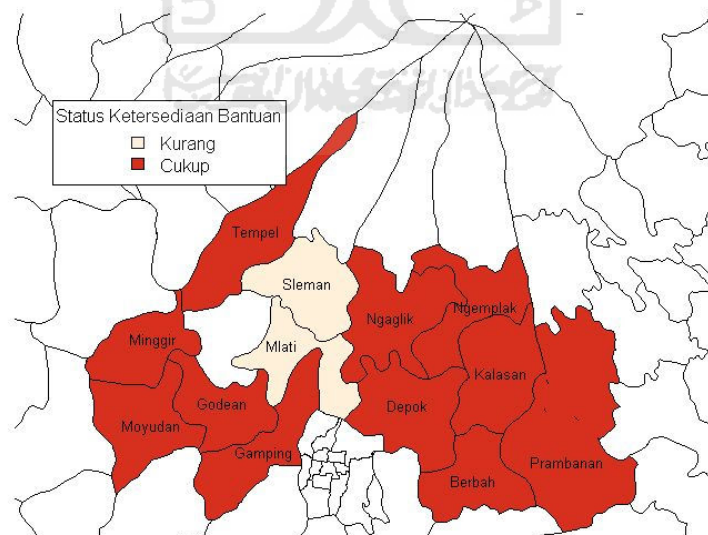 Status Ketersediaan Bantuan
Kurang
Cukup
Tempel
Sleman
Ngemplak
Ngaglik
Minggir
Mlati
Kalasan
Godean
Depok
Moyudan
Gamping
Prambanan
Berbah